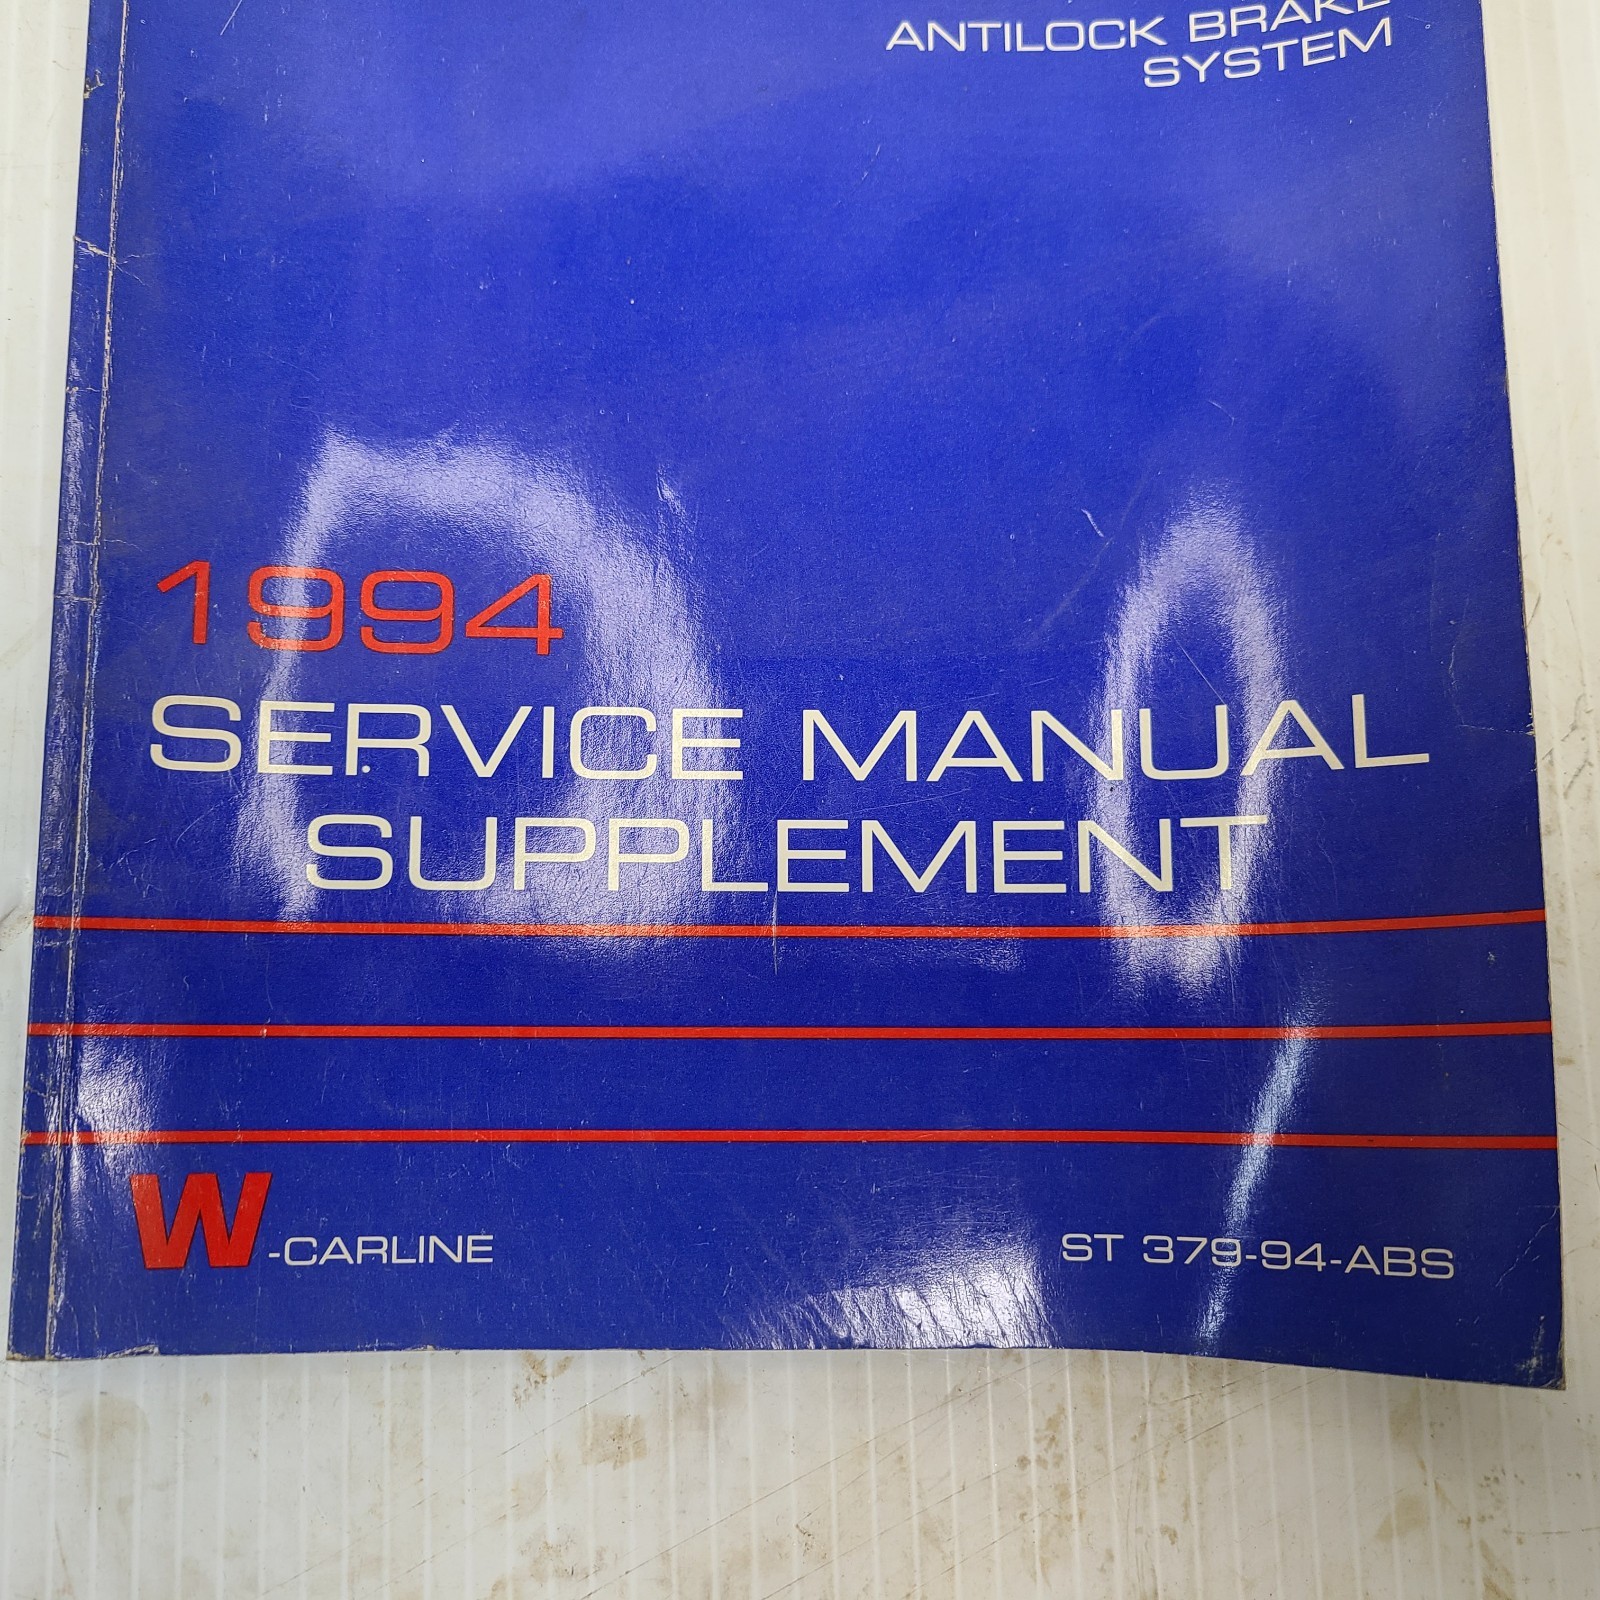 ANTILOCK BRAKE
SYSTEM
1994
SERVICE MANUAL
SUPPLEMENT
W-CARLINE
ST 379-94-ABS